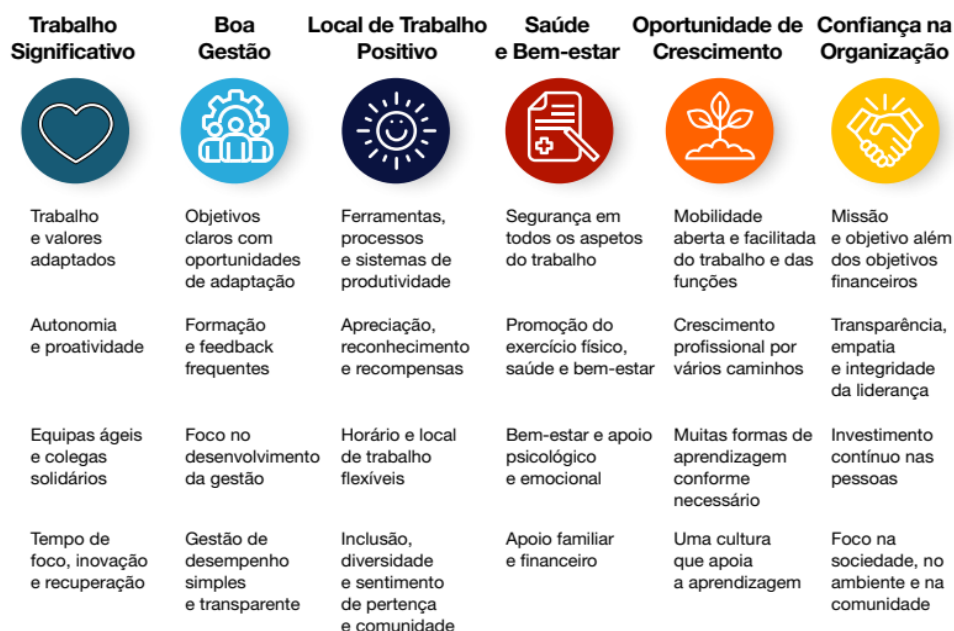 Trabalho
Significativo
Boa
Gestão
Local de Trabalho
Positivo
Saúde
e Bem-estar
Oportunidade de
Crescimento
Confiança na
Organização
Trabalho
e valores
adaptados
Objetivos
claros com
oportunidades
de adaptação
Ferramentas,
processos
e sistemas de
produtividade
Segurança em
todos os aspetos
do trabalho
Mobilidade
aberta e facilitada
do trabalho e das
funções
Missão
e objetivo além
dos objetivos
financeiros
Autonomia
e proatividade
Formação
e feedback
frequentes
Apreciação,
reconhecimento
e recompensas
Promoção do
exercício físico,
saúde e bem-estar
Crescimento
profissional por
vários caminhos
Transparência,
empatia
e integridade
da liderança
Equipas ágeis
e colegas
solidários
Foco no
desenvolvimento
da gestão
Horário e local
de trabalho
flexíveis
Bem-estar e apoio
psicológico
e emocional
Muitas formas de
aprendizagem
conforme
necessário
Investimento
contínuo nas
pessoas
Tempo de
foco, inovação
e recuperação
Gestão de
desempenho
simples
e transparente
Inclusão,
diversidade
e sentimento
de pertença
e comunidade
Apoio familiar
e financeiro
Uma cultura
que apoia
a aprendizagem
Foco na
sociedade, no
ambiente e na
comunidade